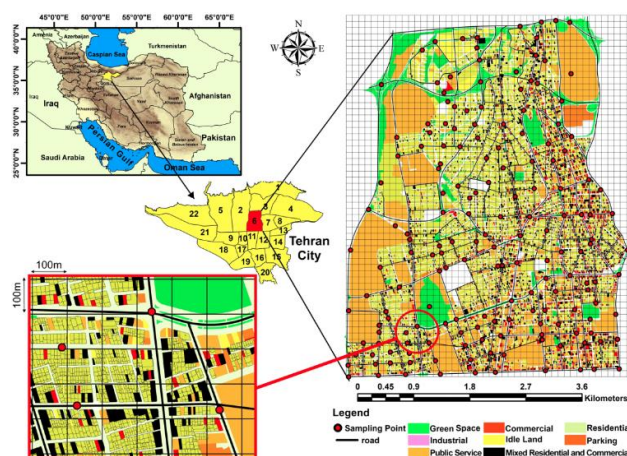 45°0'0"E 50°0'0"E 55°0'0"E 60°0'0"E
40°0'0"N
35°0'0"N
30°0'0"N
25°0'0"N
Armenia Azerbaijan
Caspian Sea
Turkmenistan
Iraq
Afghanistan
Kuwait
Pakistan
Persian Gulf
Saudi Arabia
Oman Sea
N
W E
S
1
22 5 2 3 4
6 7 8
21 13
9 10 11 12 14
18 17 16 15
19
20
Tehran
City
100m
100m
0 0.45 0.9 1.8 2.7 3.6
Kilometers
Legend
Sampling Point
road
Green Space
Industrial
Public Service
Commercial
Idle Land
Mixed Residential and Commercial
Residential
Parking